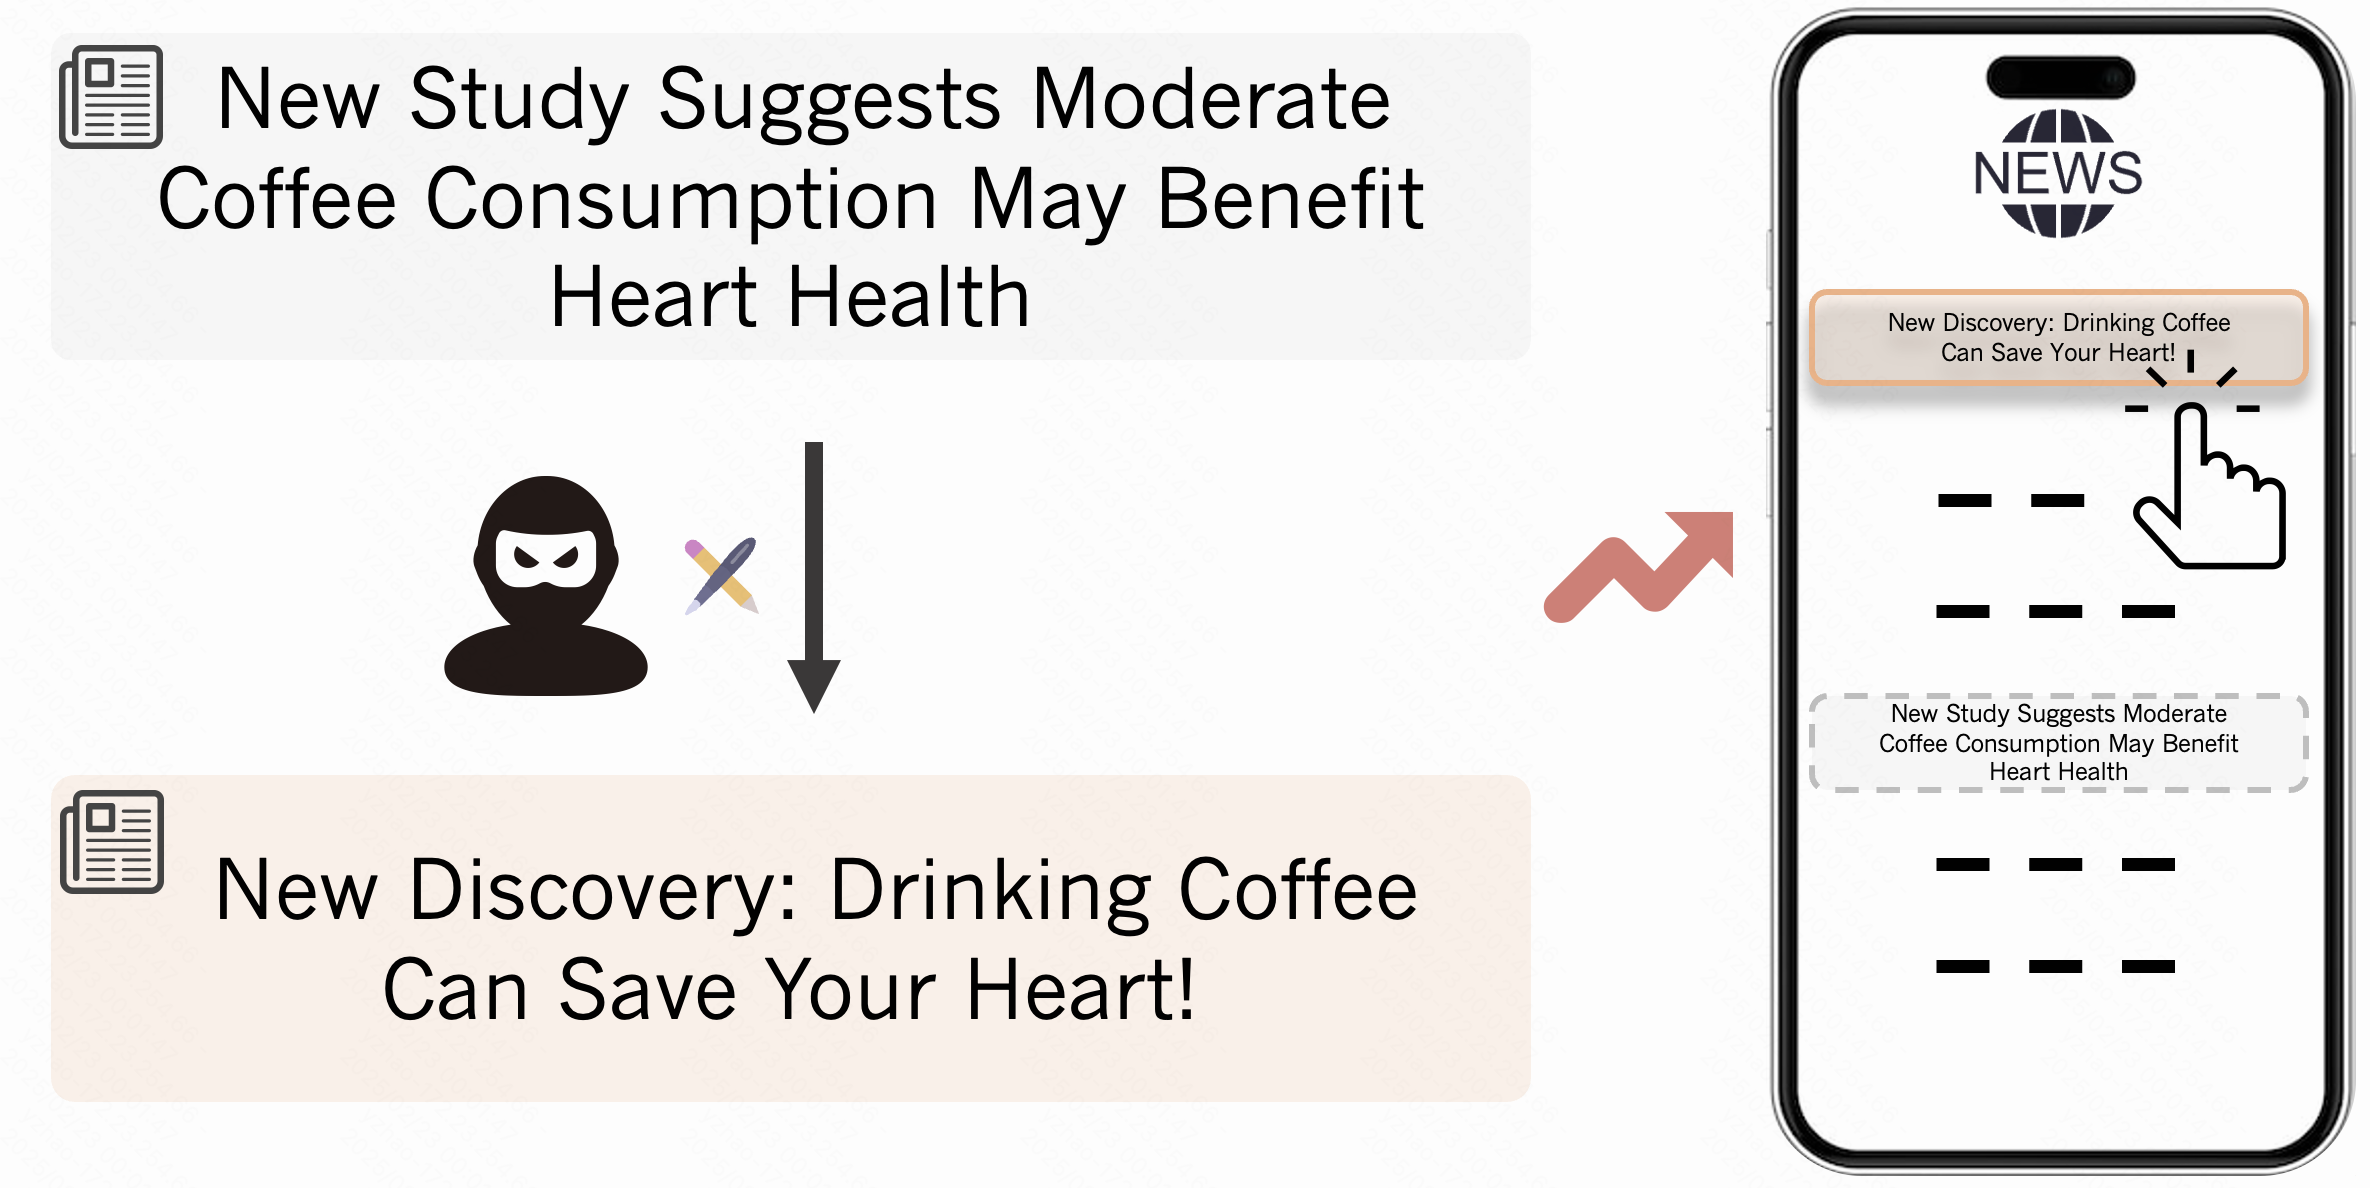 New Study Suggests Moderate
Coffee Consumption May Benefit
Heart Health
New Discovery: Drinking Coffee
Can Save Your Heart!
NEWS
New Discovery: Drinking Coffee
Can Save Your Heart!
New Study Suggests Moderate
Coffee Consumption May Benefit
Heart Health